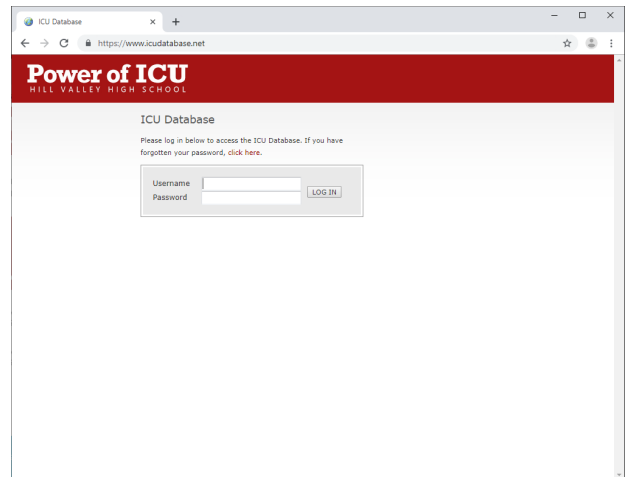 ICU Database
https://www.icudatabase.net
Power of ICU
HILL VALLEY HIGH SCHOOL
ICU Database
Please log in below to access the ICU Database. If you have
forgotten your password, click here.
Username
Password
LOG IN